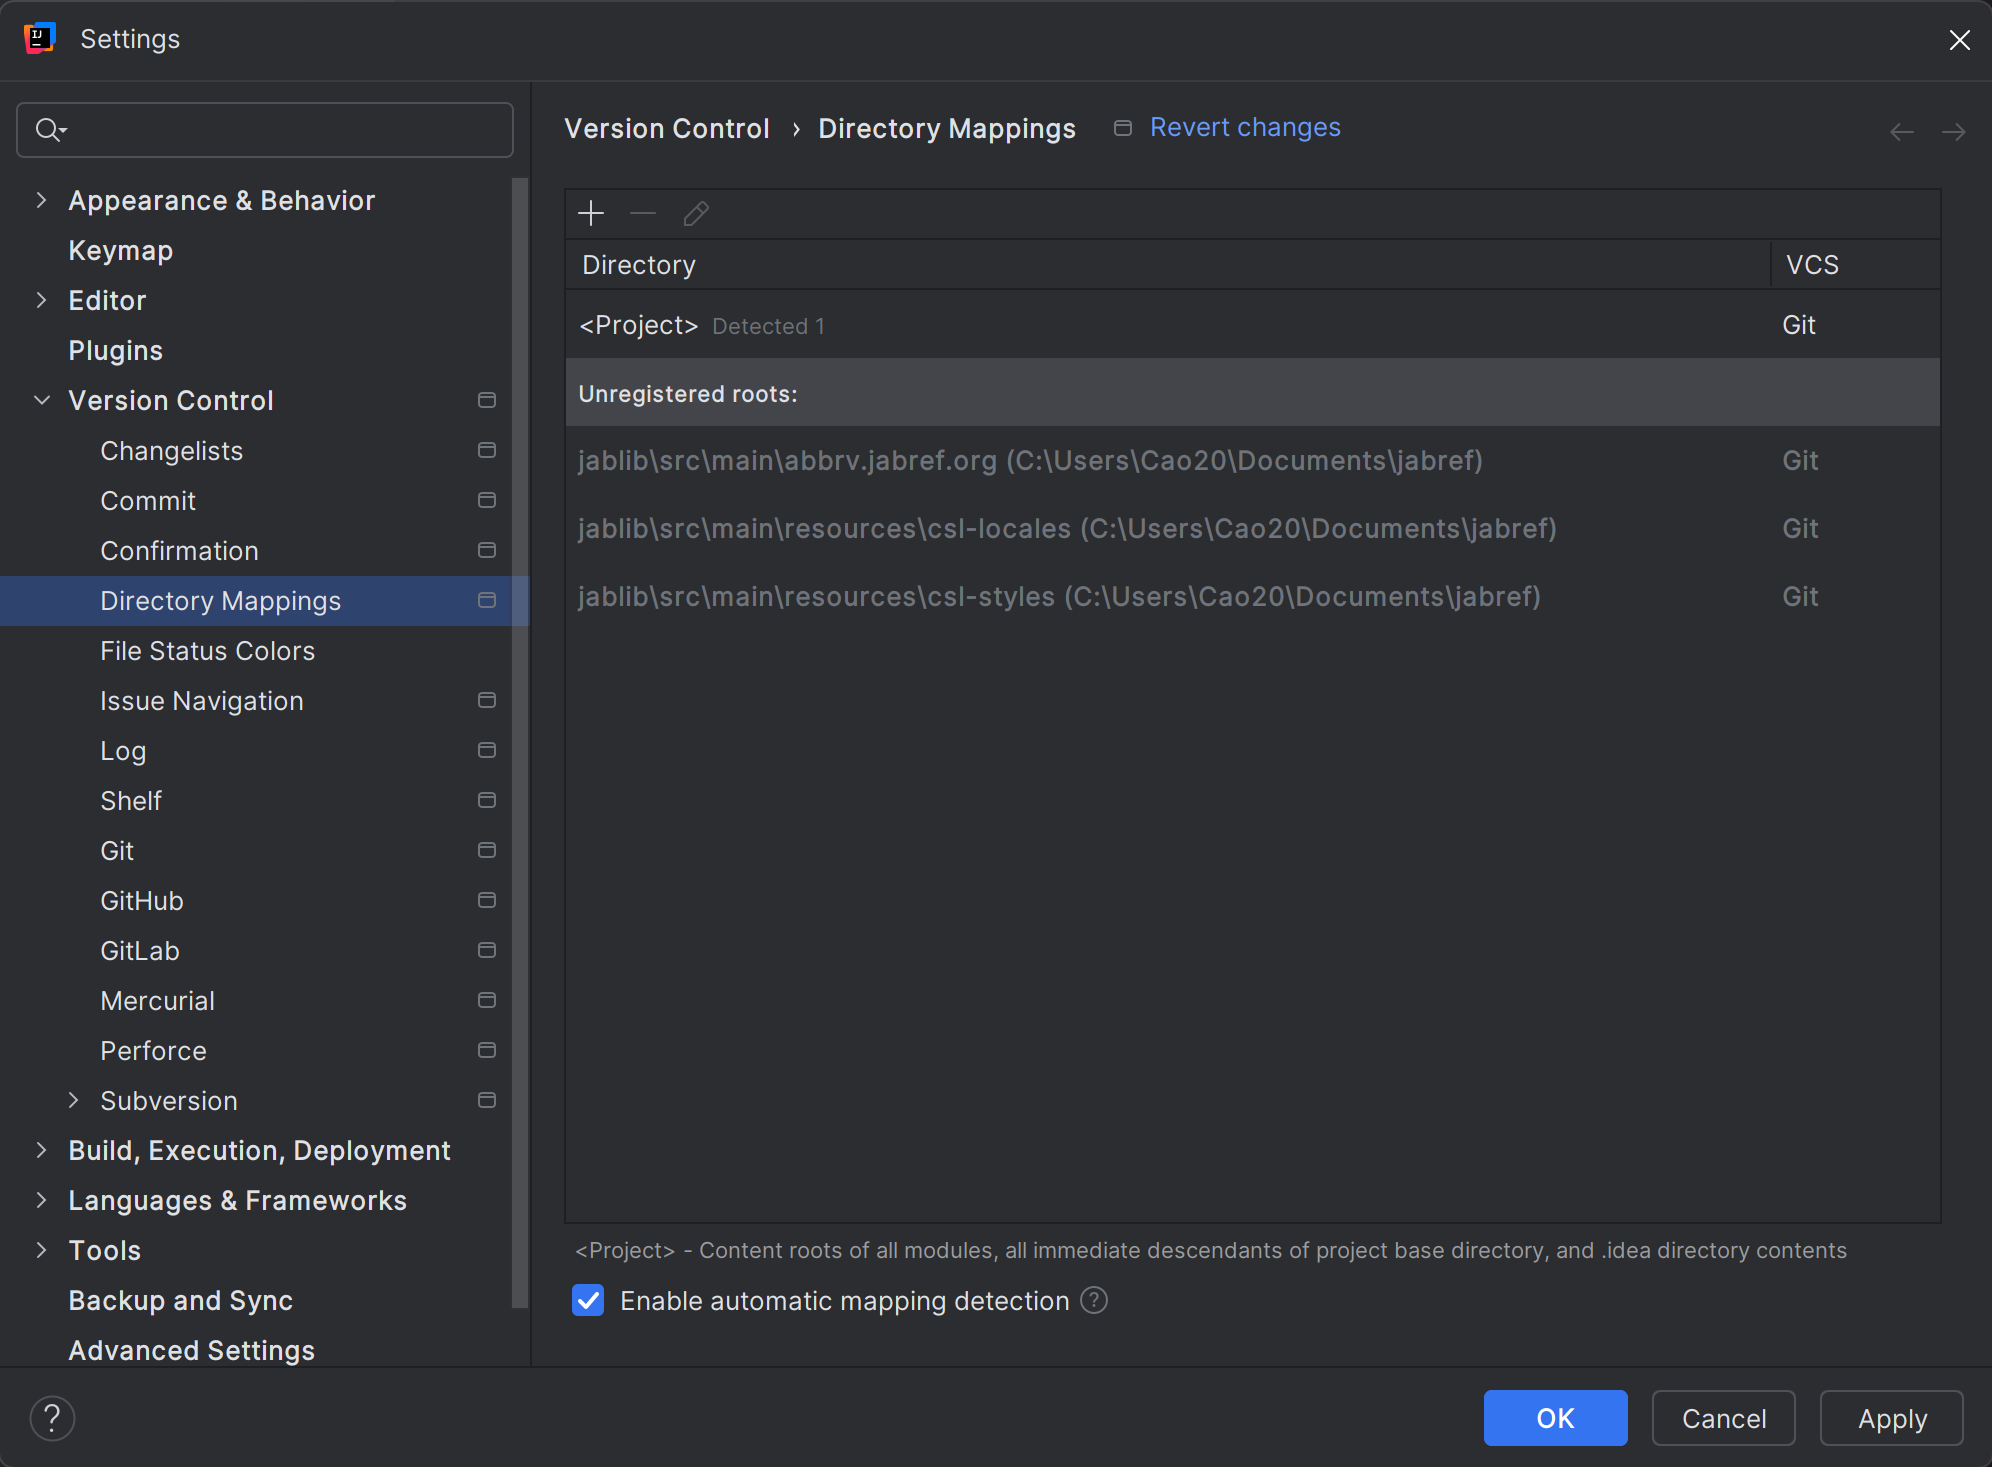 IJ
Settings
Appearance & Behavior
Keymap
Editor
Plugins
Version Control
Changelists
Commit
Confirmation
Directory Mappings
File Status Colors
Issue Navigation
Log
Shelf
Git
GitHub
GitLab
Mercurial
Perforce
Subversion
Build, Execution, Deployment
Languages & Frameworks
Tools
Backup and Sync
Advanced Settings
Version Control › Directory Mappings Revert changes
Directory VCS
<Project> Detected 1 Git
Unregistered roots:
jablib\src\main\abbrv.jabref.org (C:\Users\Cao20\Documents\jabref) Git
jablib\src\main\resources\csl-locales (C:\Users\Cao20\Documents\jabref) Git
jablib\src\main\resources\csl-styles (C:\Users\Cao20\Documents\jabref) Git
<Project> - Content roots of all modules, all immediate descendants of project base directory, and .idea directory contents
Enable automatic mapping detection ?
? OK Cancel Apply